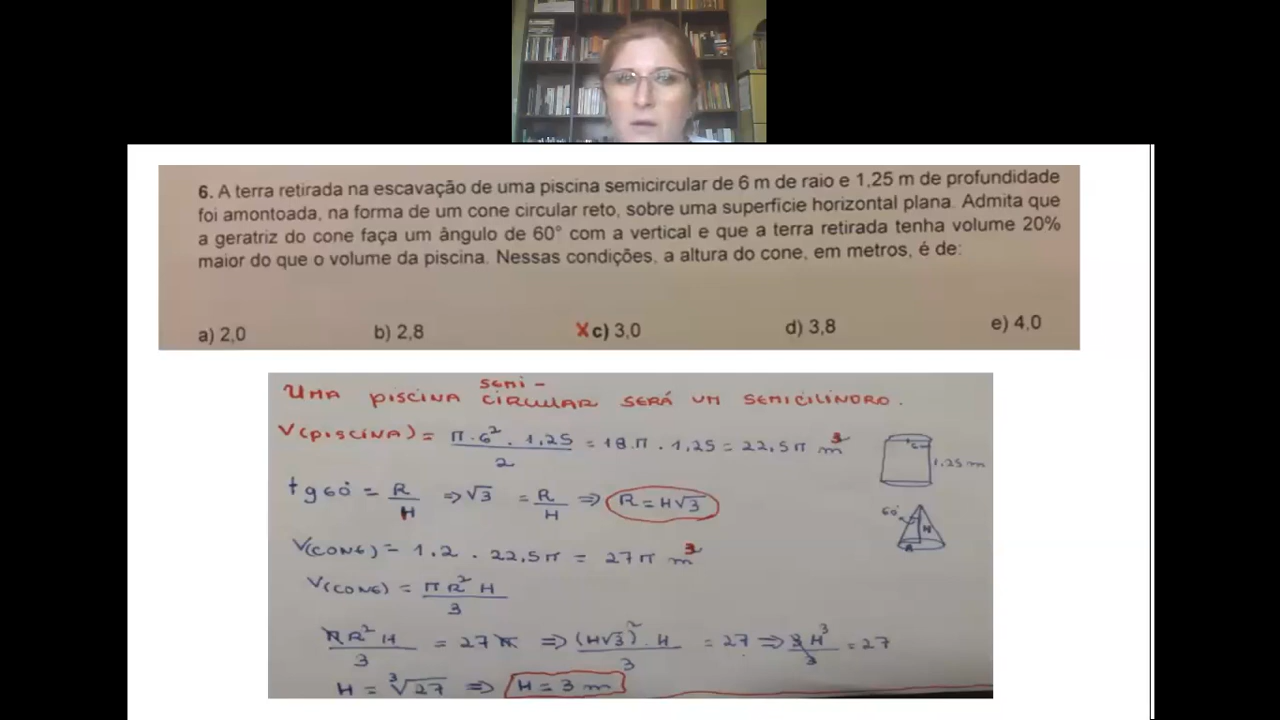 6. A terra retirada na escavação de uma piscina semicircular de 6 m de raio e 1,25 m de profundidade
foi amontoada, na forma de um cone circular reto, sobre uma superfície horizontal plana. Admita que
a geratriz do cone faça um ângulo de 60° com a vertical e que a terra retirada tenha volume 20%
maior do que o volume da piscina. Nessas condições, a altura do cone, em metros, é de:
a) 2,0 b) 2,8 X c) 3,0 d) 3,8 e) 4,0
UMA PISCINA SEMI-CIRCULAR SERÁ UM SEMICILINDRO.
V(PISCINA) = π.6².1,25 / 2 = 18.π.1,25 = 22,5π m³
6m
1,25m
tg60° = R/H ⇒ √3 = R/H ⇒ R=H√3
60°
H
R
V(CONE) = 1,2 . 22,5π = 27π m³
V(CONE) = πR²H / 3
πR²H / 3 = 27π ⇒ (H√3)².H / 3 = 27 ⇒ 3H³ / 3 = 27
H = ∛27 ⇒ H = 3 m